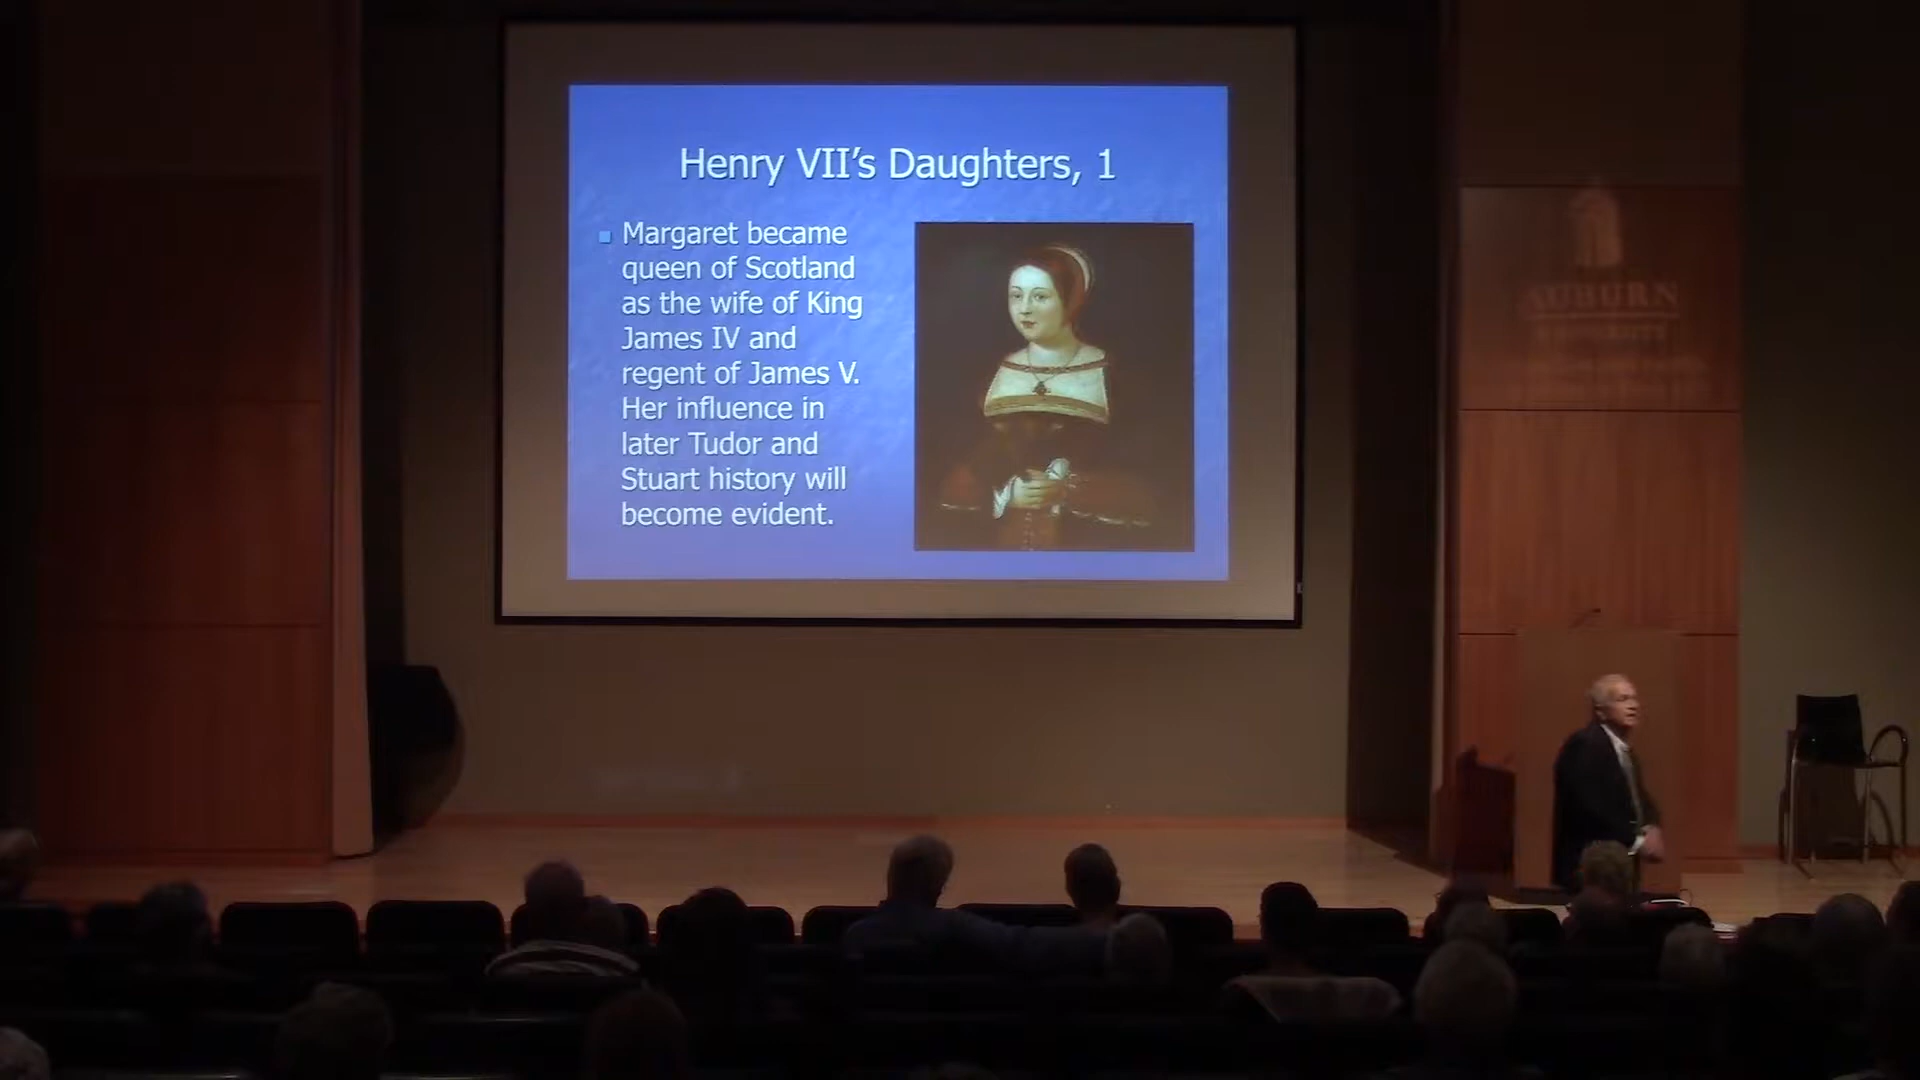 Henry VII's Daughters, 1
Margaret became
queen of Scotland
as the wife of King
James IV and
regent of James V.
Her influence in
later Tudor and
Stuart history will
become evident.
AUBURN
UNIVERSITY